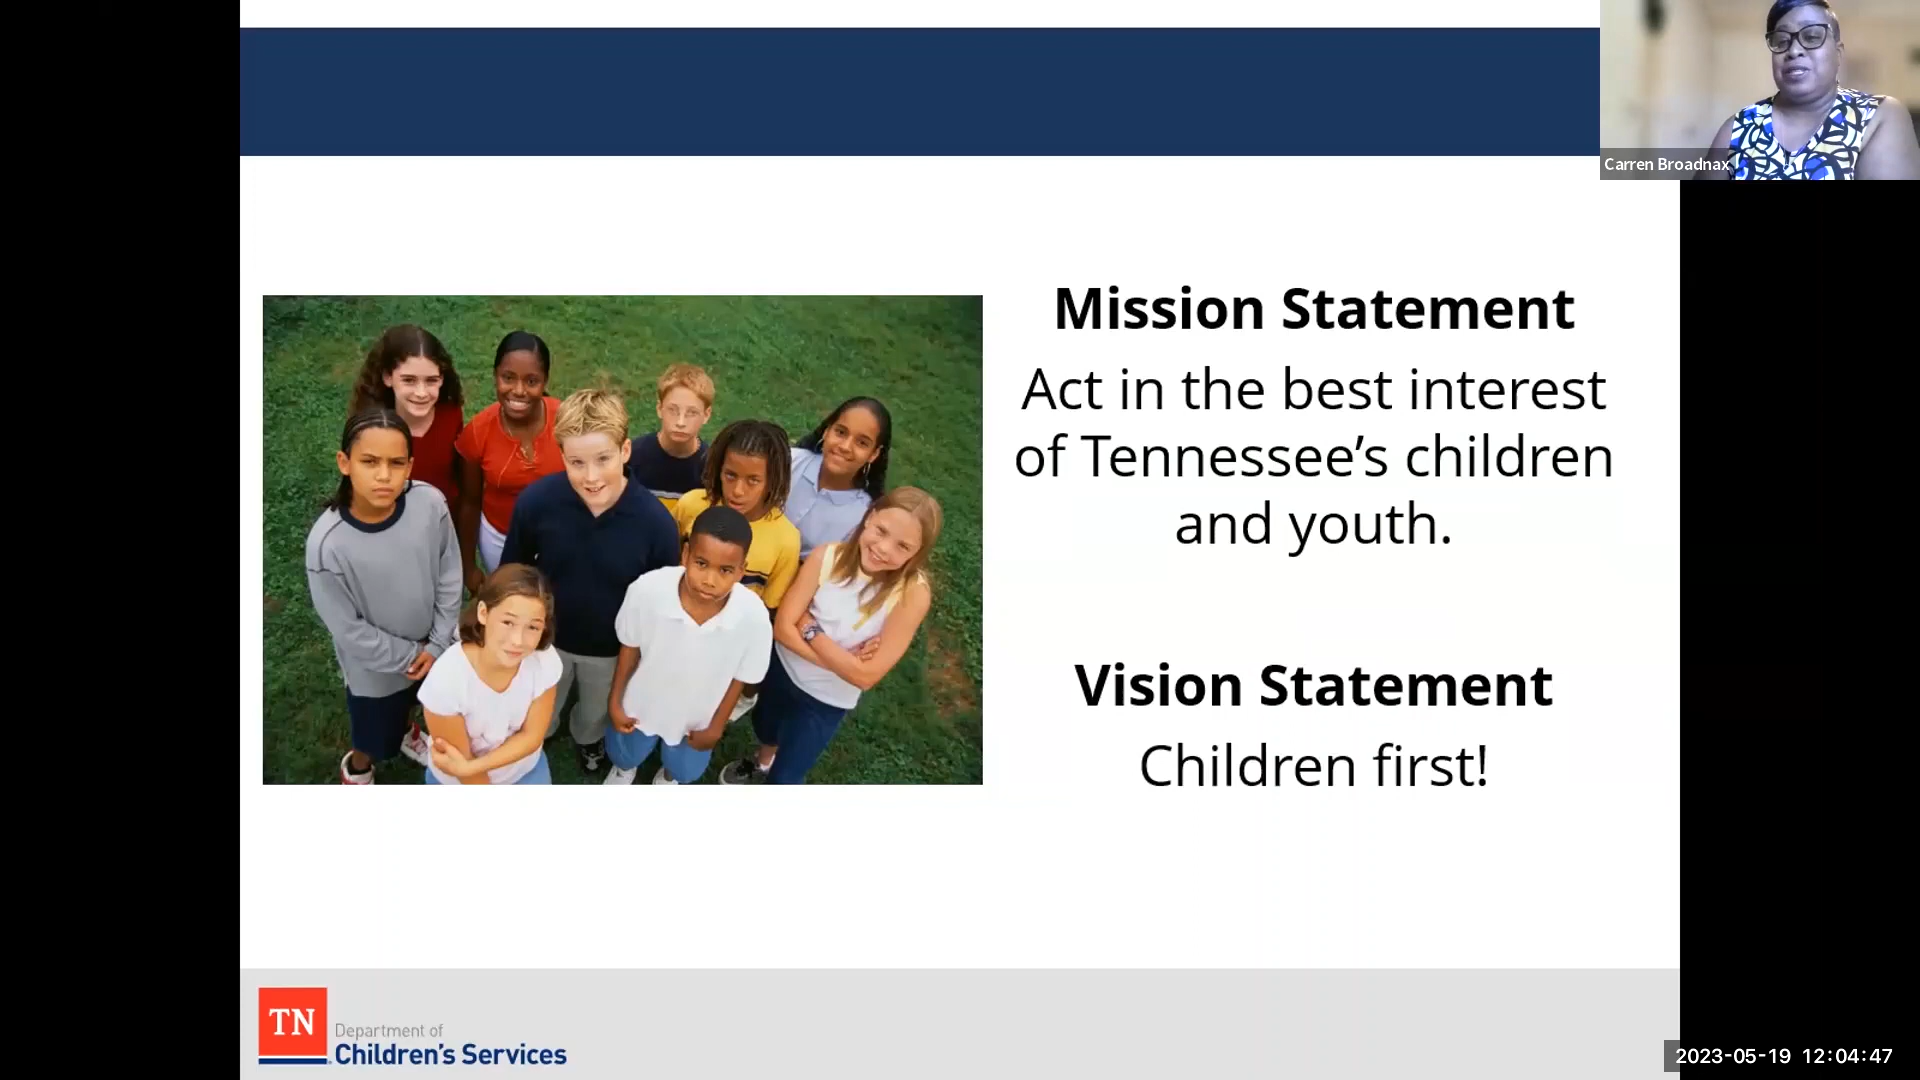 Carren Broadnax
Mission Statement
Act in the best interest
of Tennessee’s children
and youth.
Vision Statement
Children first!
TN
Department of
Children's Services
2023-05-19 12:04:47